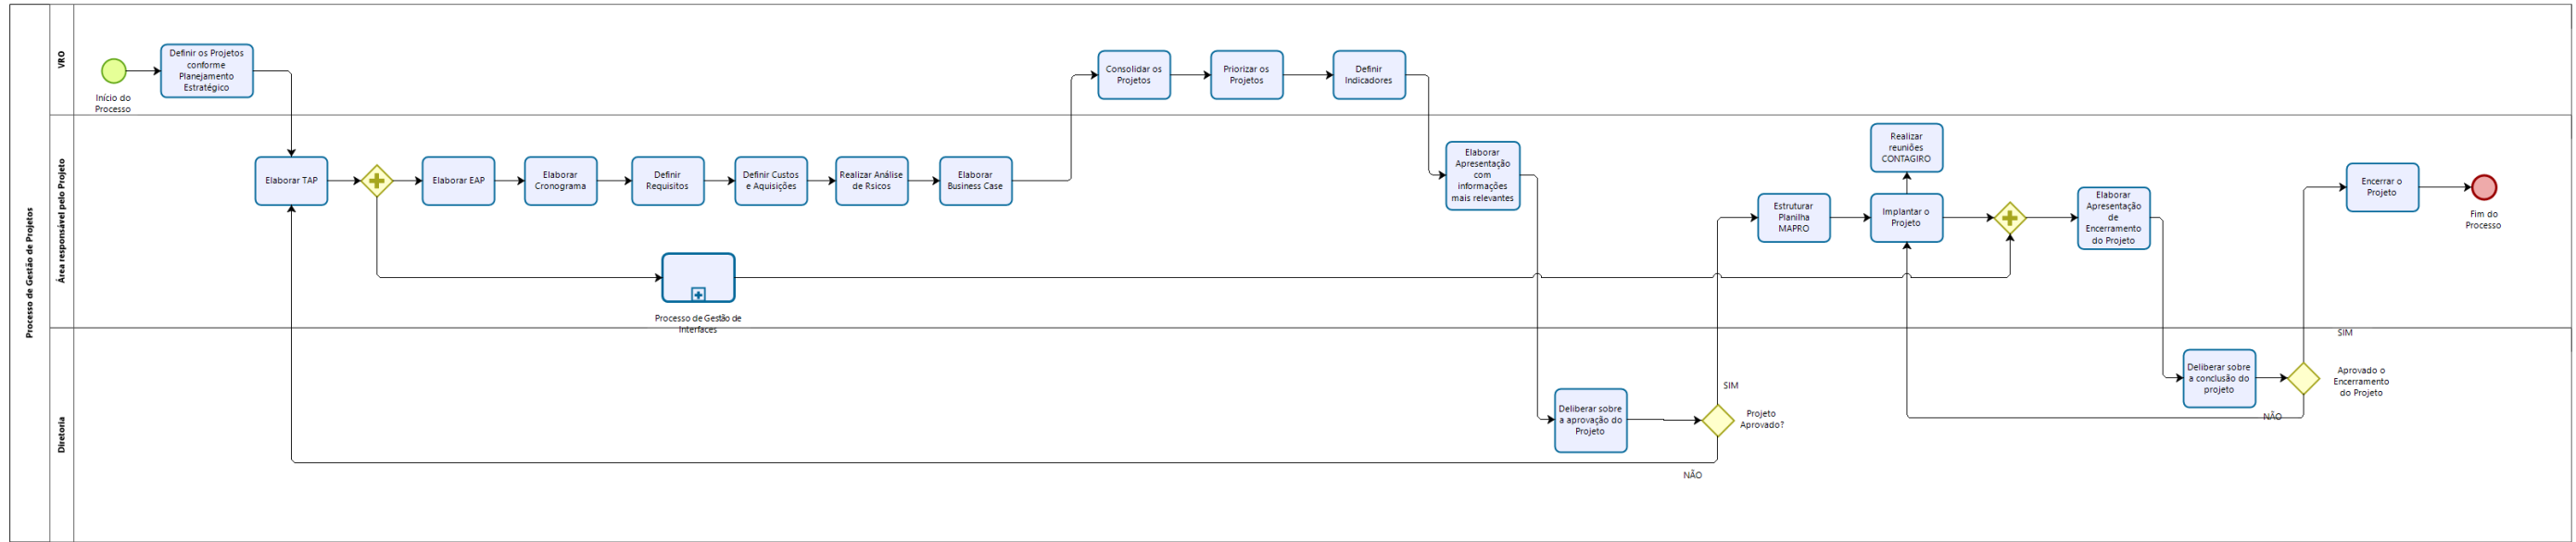 Processo de Gestão de Projetos
VRO
Início do
Processo
Definir os Projetos
conforme
Planejamento
Estratégico
Consolidar os
Projetos
Priorizar os
Projetos
Definir
Indicadores
Área responsável pelo Projeto
Elaborar TAP
Elaborar EAP
Elaborar
Cronograma
Definir
Requisitos
Definir Custos
e Aquisições
Realizar Análise
de Rsicos
Elaborar
Business Case
Processo de Gestão de
Interfaces
Elaborar
Apresentação
com
informações
mais relevantes
Estruturar
Planilha
MAPRO
Realizar
reuniões
CONTAGIRO
Implantar o
Projeto
Elaborar
Apresentação
de
Encerramento
do Projeto
Encerrar o
Projeto
Fim do
Processo
Diretoria
Deliberar sobre
a aprovação do
Projeto
SIM
Projeto
Aprovado?
NÃO
Deliberar sobre
a conclusão do
projeto
SIM
Aprovado o
Encerramento
do Projeto
NÃO